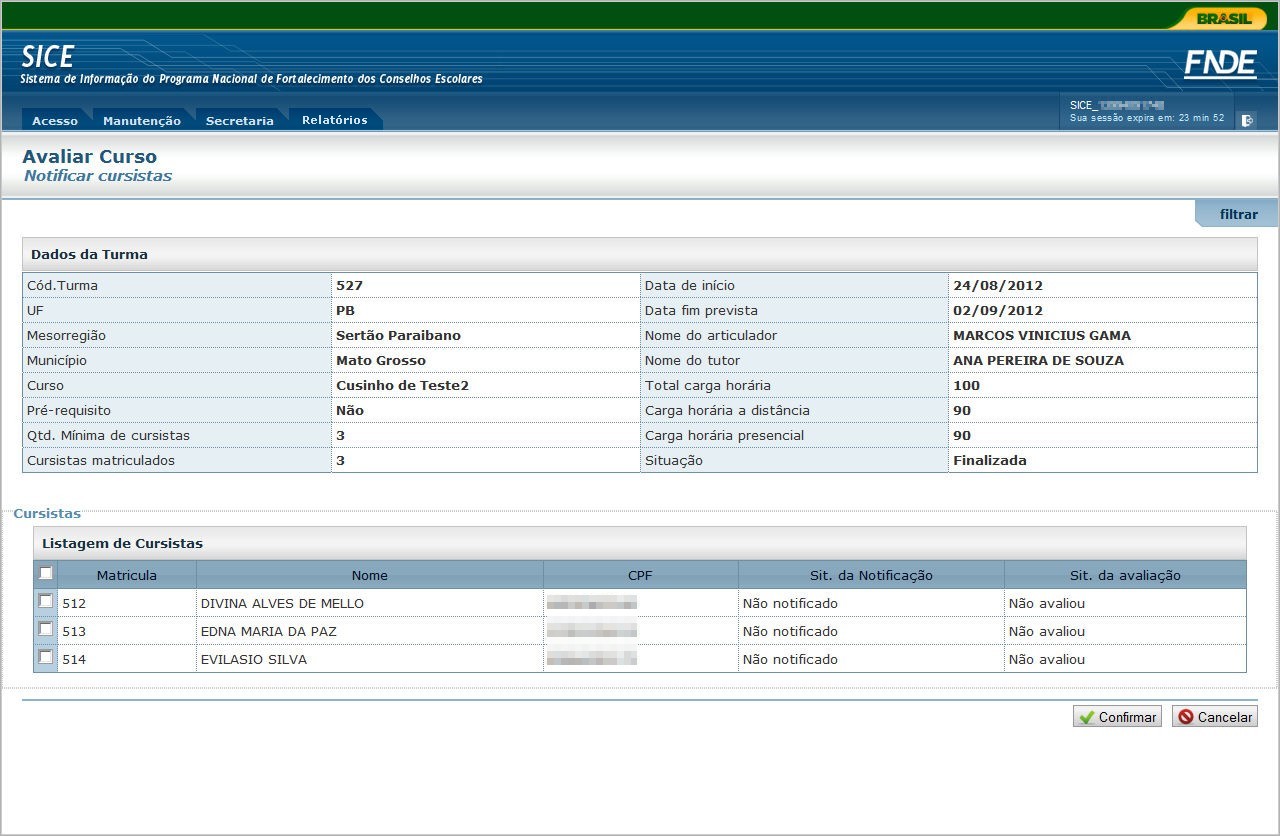 BRASIL
SICE
Sistema de Informação do Programa Nacional de Fortalecimento dos Conselhos Escolares
FNDE
Acesso Manutenção Secretaria Relatórios
SICE_
Sua sessão expira em: 23 min 52
Avaliar Curso
Notificar cursistas
filtrar
Dados da Turma
Cód.Turma 527 Data de início 24/08/2012
UF PB Data fim prevista 02/09/2012
Mesorregião Sertão Paraibano Nome do articulador MARCOS VINICIUS GAMA
Município Mato Grosso Nome do tutor ANA PEREIRA DE SOUZA
Curso Cusinho de Teste2 Total carga horária 100
Pré-requisito Não Carga horária a distância 90
Qtd. Mínima de cursistas 3 Carga horária presencial 90
Cursistas matriculados 3 Situação Finalizada
Cursistas
Listagem de Cursistas
Matricula Nome CPF Sit. da Notificação Sit. da avaliação
512 DIVINA ALVES DE MELLO Não notificado Não avaliou
513 EDNA MARIA DA PAZ Não notificado Não avaliou
514 EVILASIO SILVA Não notificado Não avaliou
Confirmar Cancelar